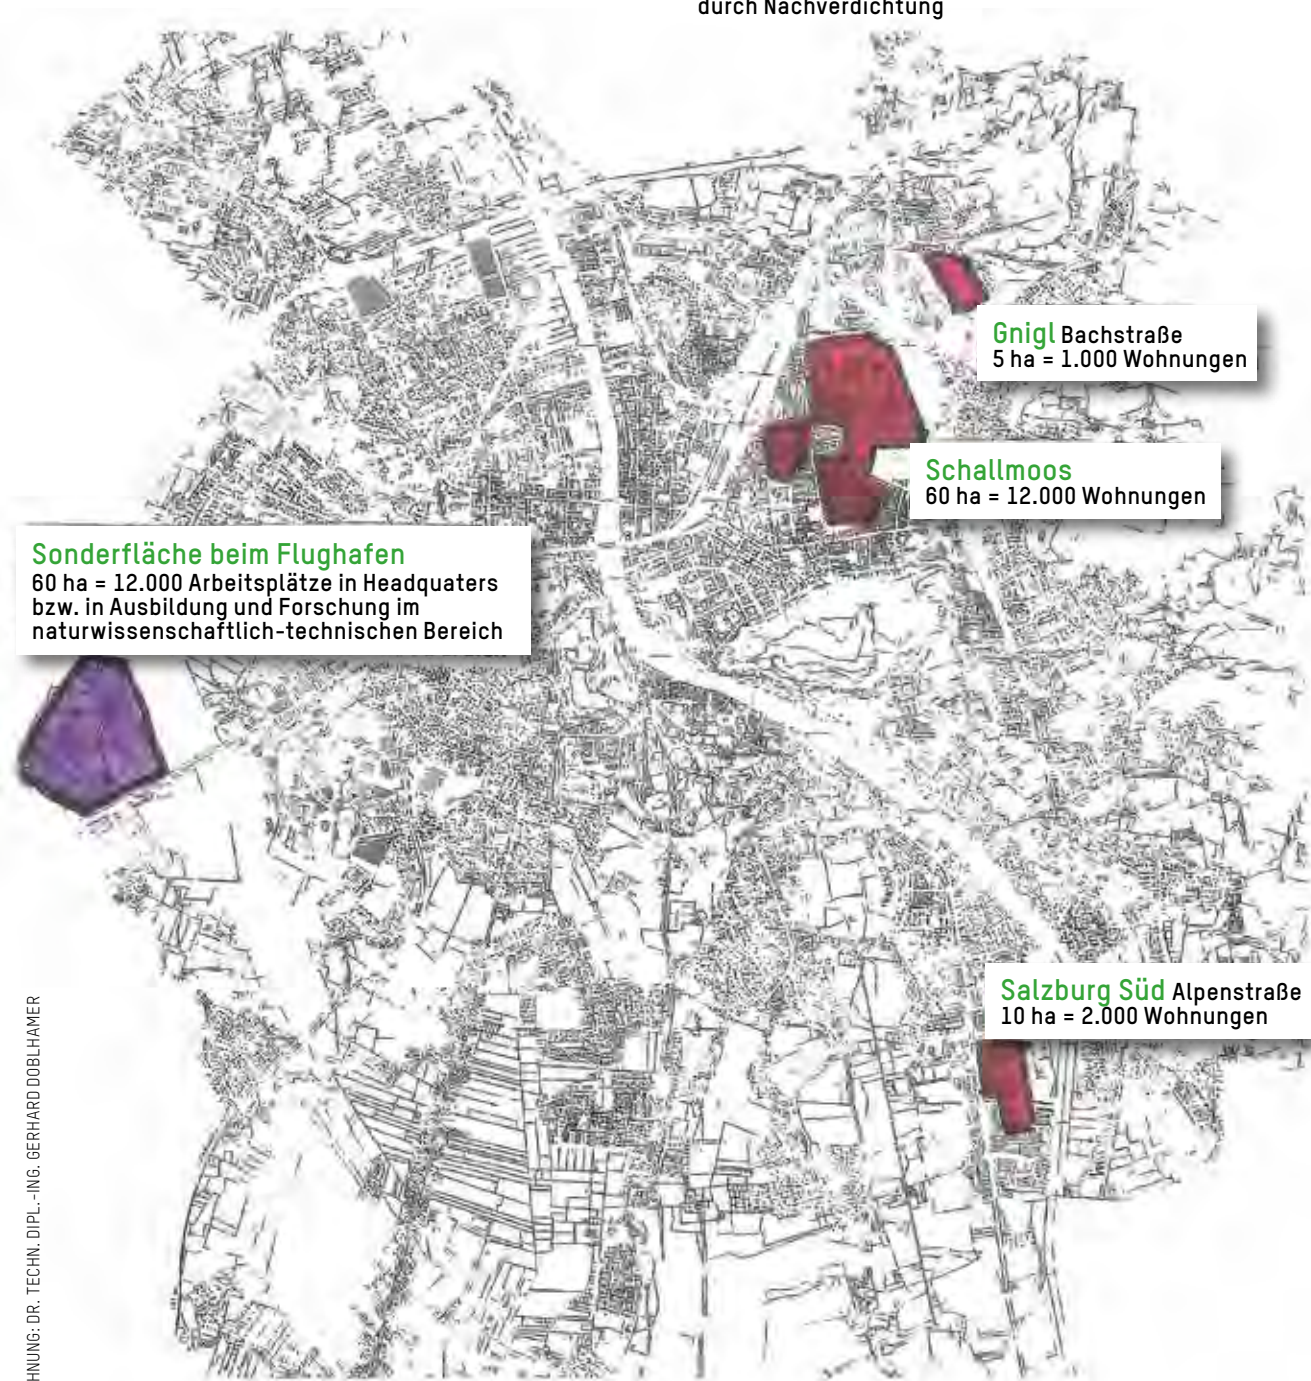 durch Nachverdichtung
Gnigl Bachstraße
5 ha = 1.000 Wohnungen
Schallmoos
60 ha = 12.000 Wohnungen
Sonderfläche beim Flughafen
60 ha = 12.000 Arbeitsplätze in Headquaters
bzw. in Ausbildung und Forschung im
naturwissenschaftlich-technischen Bereich
Salzburg Süd Alpenstraße
10 ha = 2.000 Wohnungen
HNUNG: DR. TECHN. DIPL.-ING. GERHARD DOBLHAMER